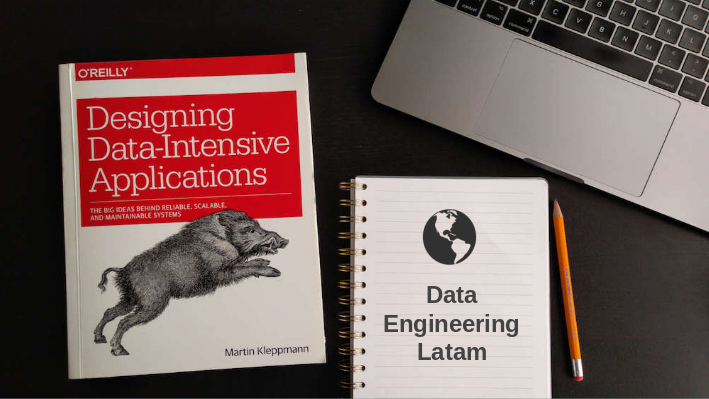 O'REILLY®
Designing
Data-Intensive
Applications
THE BIG IDEAS BEHIND RELIABLE, SCALABLE,
AND MAINTAINABLE SYSTEMS
Martin Kleppmann
Data
Engineering
Latam